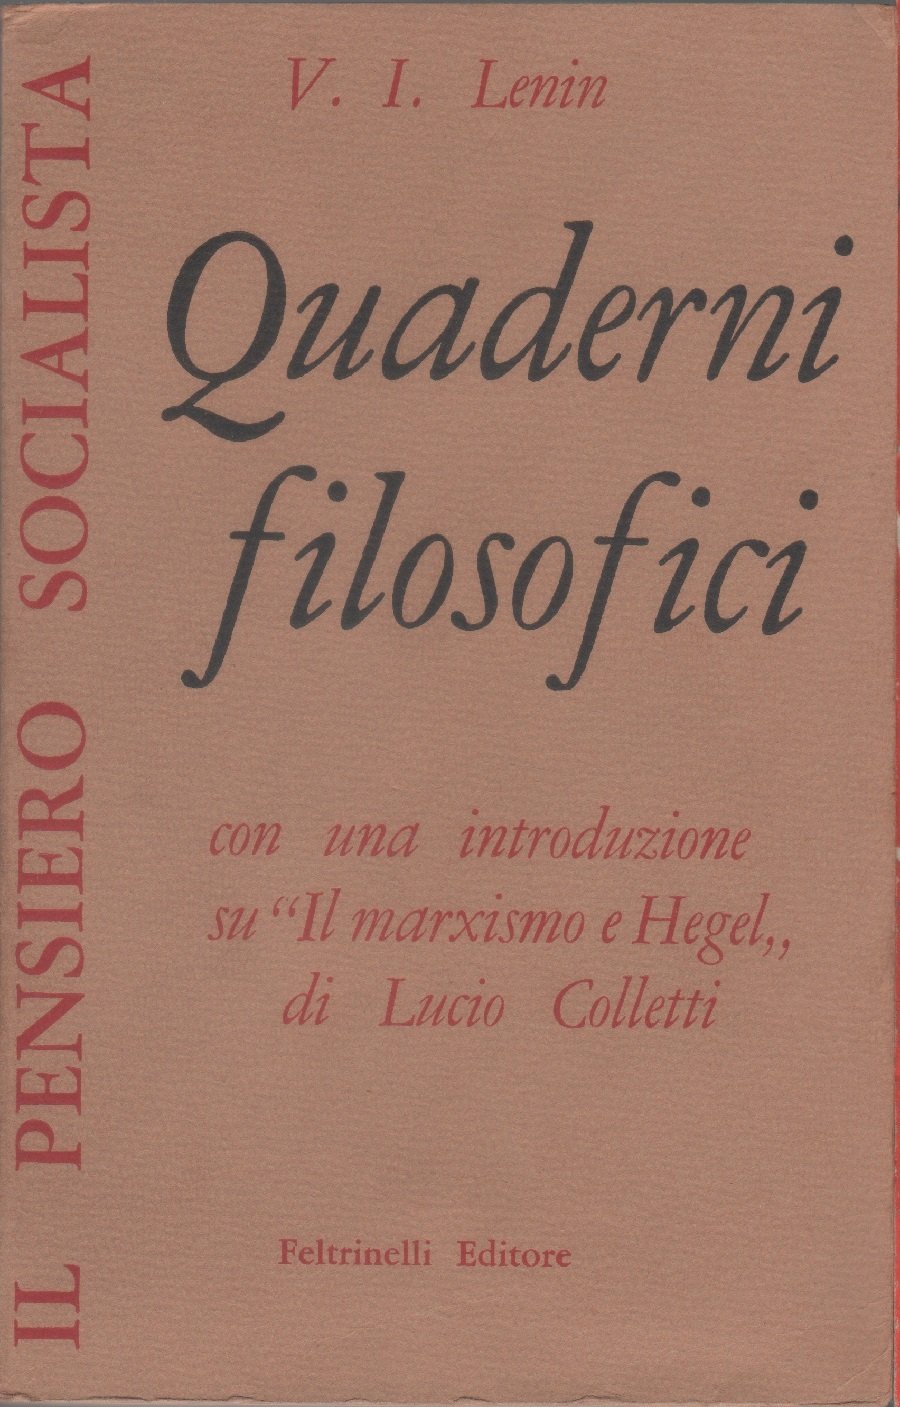 V. I. Lenin
Quaderni
filosofici
con una introduzione
su “Il marxismo e Hegel„
di Lucio Colletti
Feltrinelli Editore
IL PENSIERO SOCIALISTA